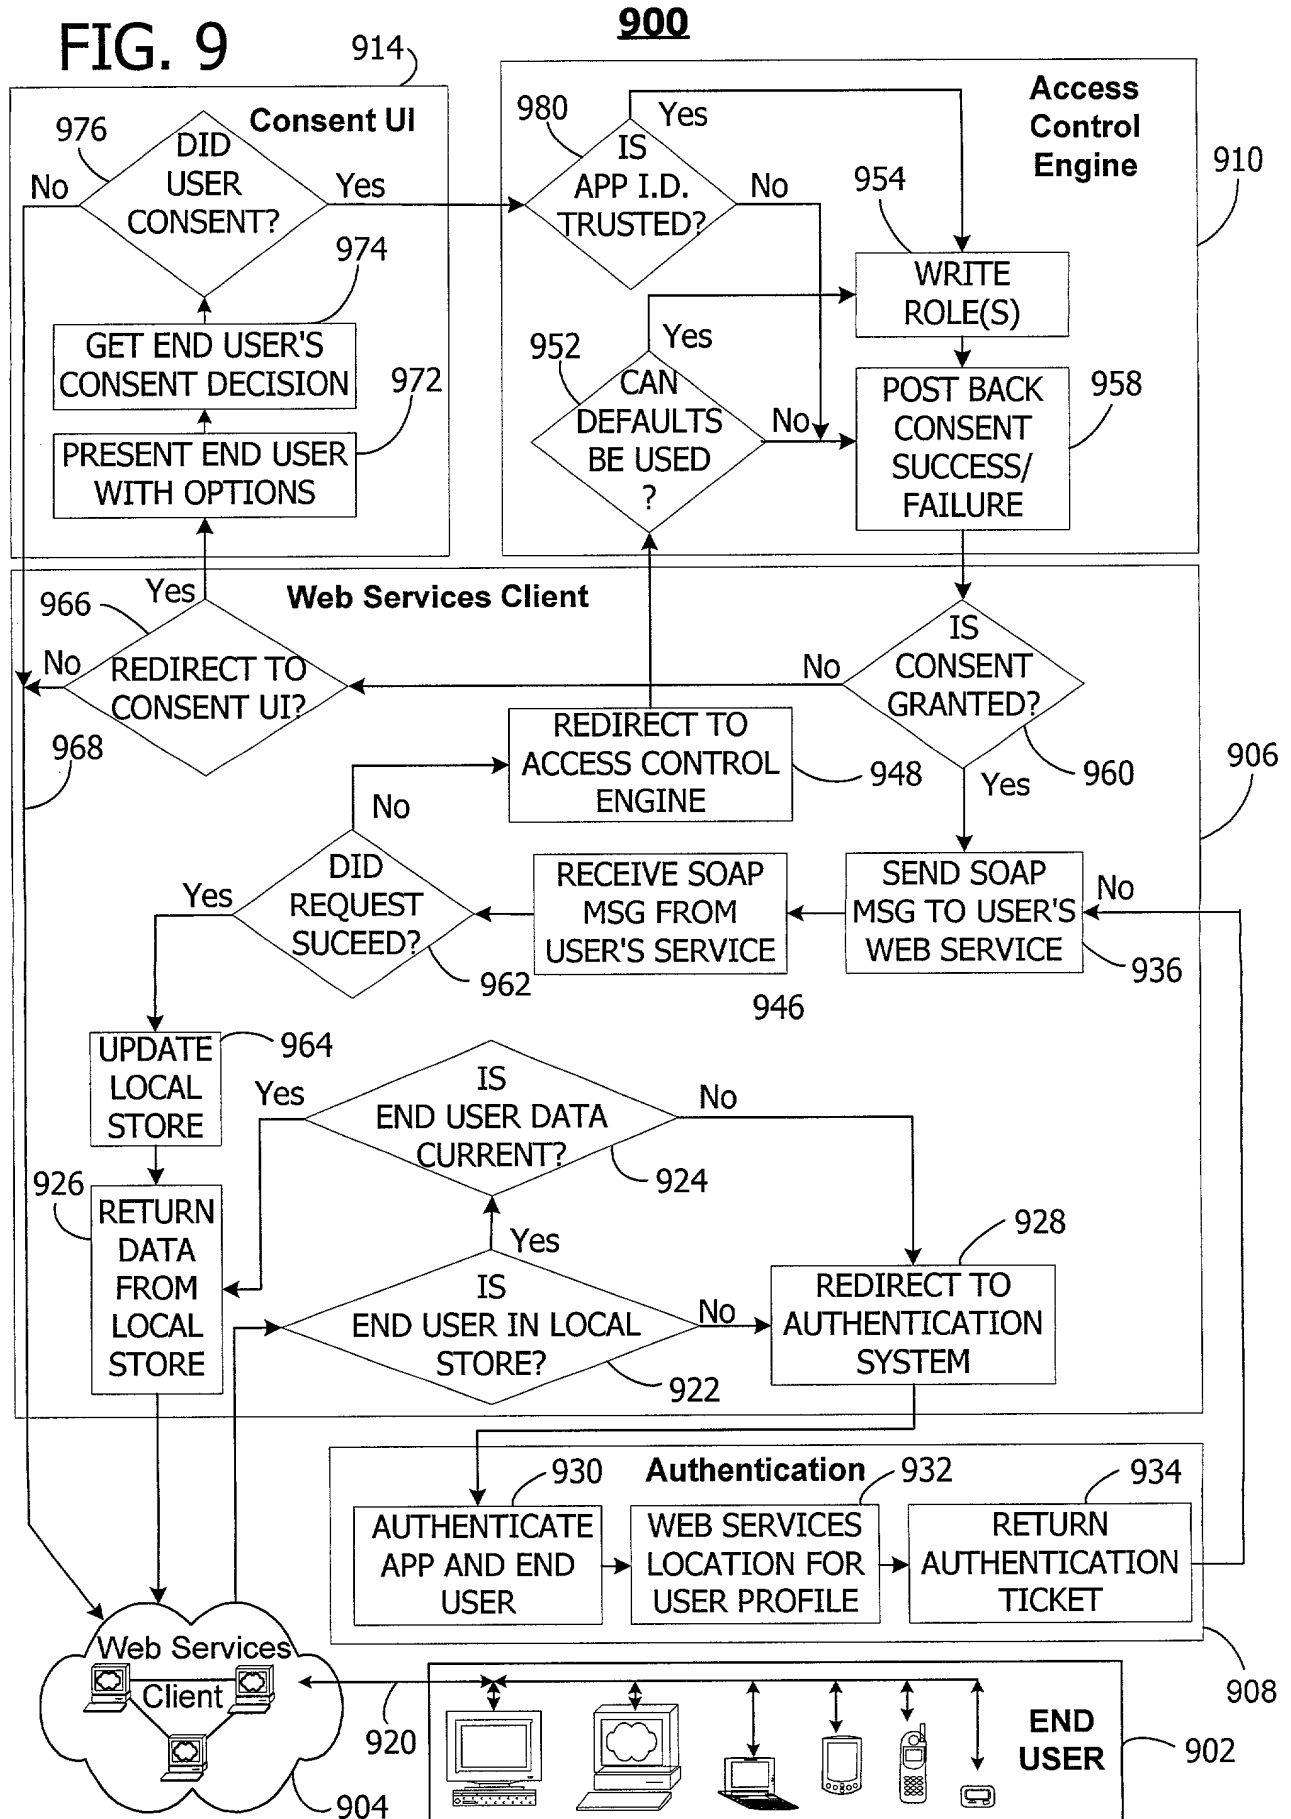 FIG. 9
900
914
Consent UI
976
DID
USER
CONSENT?
No
Yes
974
GET END USER'S
CONSENT DECISION
972
PRESENT END USER
WITH OPTIONS
Access
Control
Engine
910
980
IS
APP I.D.
TRUSTED?
Yes
No
954
WRITE
ROLE(S)
952
CAN
DEFAULTS
BE USED
?
Yes
No
POST BACK
CONSENT
SUCCESS/
FAILURE
958
Web Services Client
966
Yes
No
REDIRECT TO
CONSENT UI?
968
No
IS
CONSENT
GRANTED?
960
Yes
906
REDIRECT TO
ACCESS CONTROL
ENGINE
948
No
Yes
DID
REQUEST
SUCEED?
962
RECEIVE SOAP
MSG FROM
USER'S SERVICE
946
SEND SOAP
MSG TO USER'S
WEB SERVICE
936
No
UPDATE
LOCAL
STORE
964
926
RETURN
DATA
FROM
LOCAL
STORE
Yes
IS
END USER DATA
CURRENT?
924
No
Yes
IS
END USER IN LOCAL
STORE?
922
No
928
REDIRECT TO
AUTHENTICATION
SYSTEM
Authentication
930
AUTHENTICATE
APP AND END
USER
932
WEB SERVICES
LOCATION FOR
USER PROFILE
934
RETURN
AUTHENTICATION
TICKET
908
Web Services
Client
904
920
END
USER
902